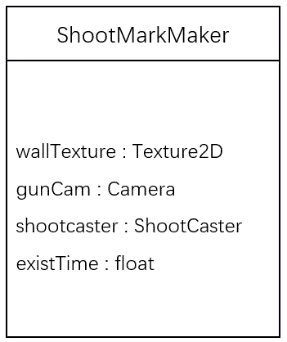 ShootMarkMaker
wallTexture : Texture2D
gunCam : Camera
shootcaster : ShootCaster
existTime : float